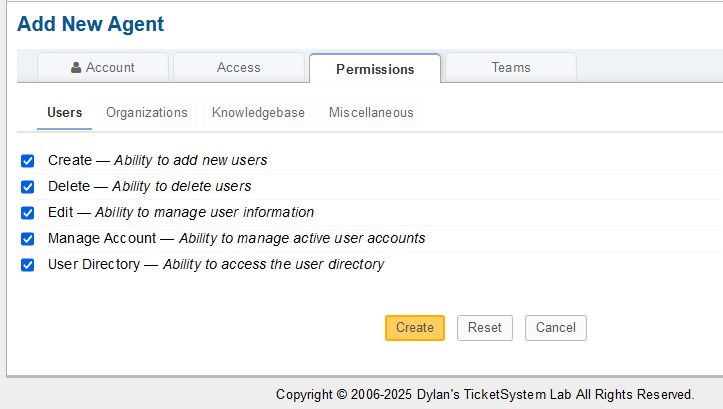 Add New Agent
Account Access Permissions Teams
Users Organizations Knowledgebase Miscellaneous
Create — Ability to add new users
Delete — Ability to delete users
Edit — Ability to manage user information
Manage Account — Ability to manage active user accounts
User Directory — Ability to access the user directory
Create Reset Cancel
Copyright © 2006-2025 Dylan's TicketSystem Lab All Rights Reserved.